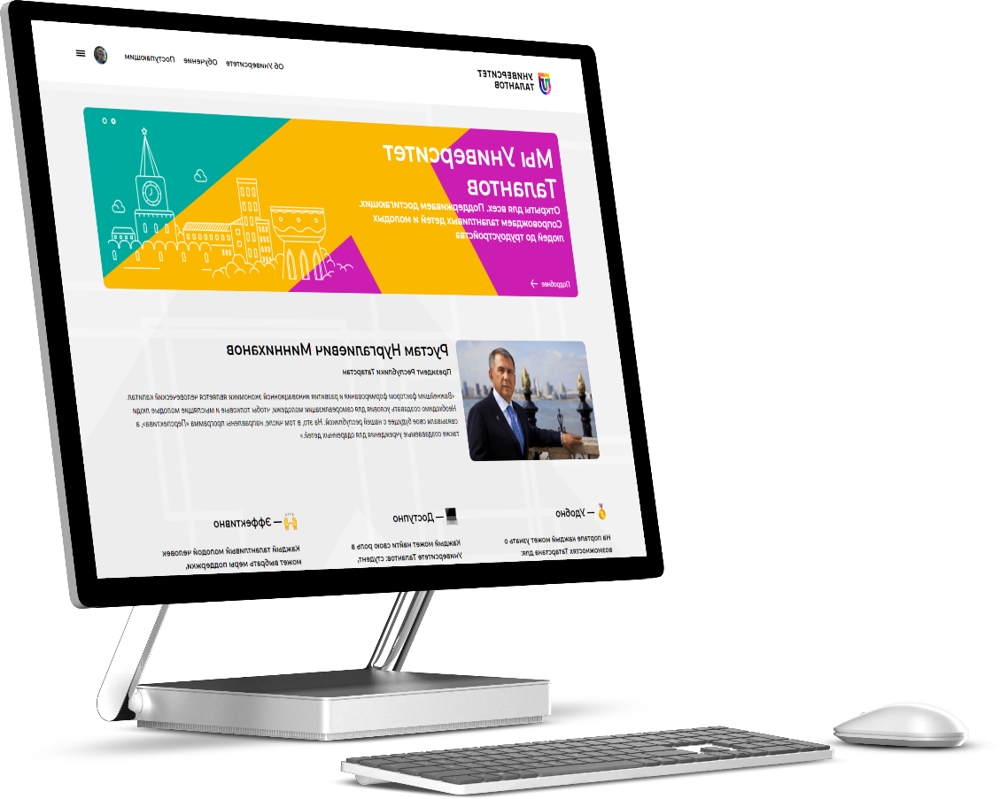 УНИВЕРСИТЕТ
ТАЛАНТОВ
Об Университете Обучение Поступающим
Мы Университет
Талантов
Открыты для всех. Поддерживаем достигающих.
Сопровождаем талантливых детей и молодых
людей до трудоустройства
Подробнее
Рустам Нургалиевич Минниханов
Президент Республики Татарстан
«Важнейшим фактором формирования и развития инновационной экономики является человеческий капитал.
Необходимо создавать условия для самореализации молодежи, чтобы толковые и мыслящие молодые люди
связывали свое будущее с нашей республикой. На это, в том числе, направлены программа «Перспектива», а
также создаваемые учреждения для одаренных детей.»
— Удобно
На портале каждый может узнать о
возможностях Татарстана для:
— Доступно
Каждый может найти свою роль в
Университете Талантов: студент,
— Эффективно
Каждый талантливый молодой человек
может выбрать меры поддержки,